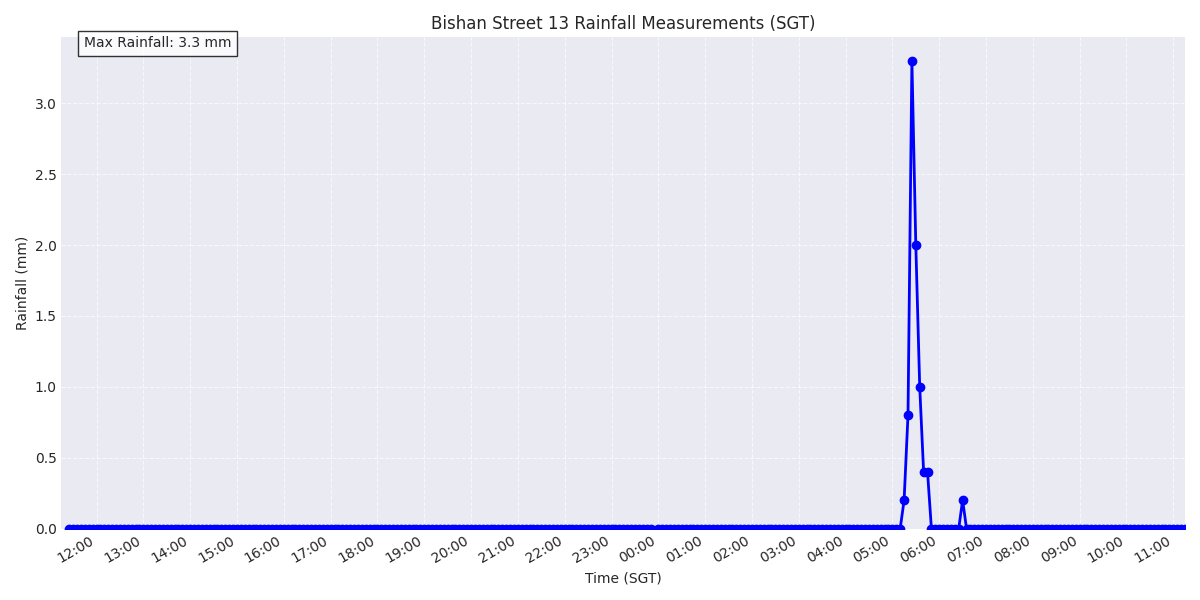 Bishan Street 13 Rainfall Measurements (SGT)
Max Rainfall: 3.3 mm
Rainfall (mm)
3.0
2.5
2.0
1.5
1.0
0.5
0.0
12:00 13:00 14:00 15:00 16:00 17:00 18:00 19:00 20:00 21:00 22:00 23:00 00:00 01:00 02:00 03:00 04:00 05:00 06:00 07:00 08:00 09:00 10:00 11:00
Time (SGT)